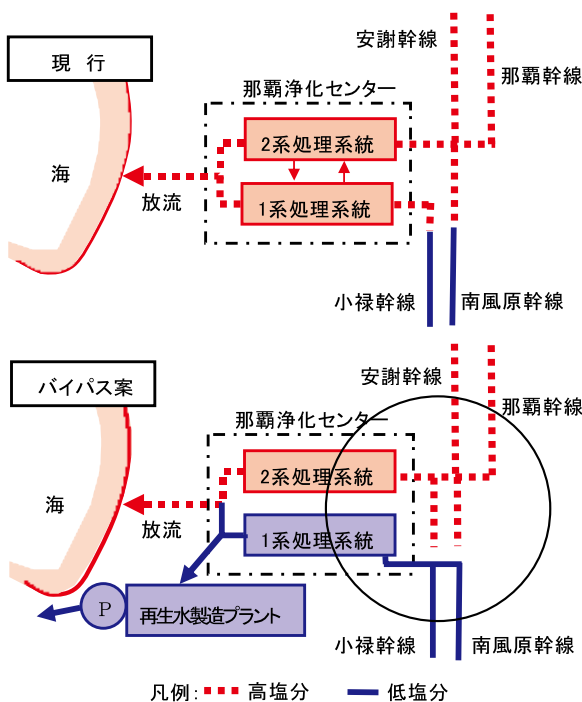 安謝幹線
那覇幹線
現 行
那覇浄化センター
2系処理系統
海
放流
1系処理系統
小禄幹線
南風原幹線
安謝幹線
バイパス案
那覇幹線
那覇浄化センター
2系処理系統
海
放流
1系処理系統
P
再生水製造プラント
小禄幹線
南風原幹線
凡例: 高塩分 低塩分